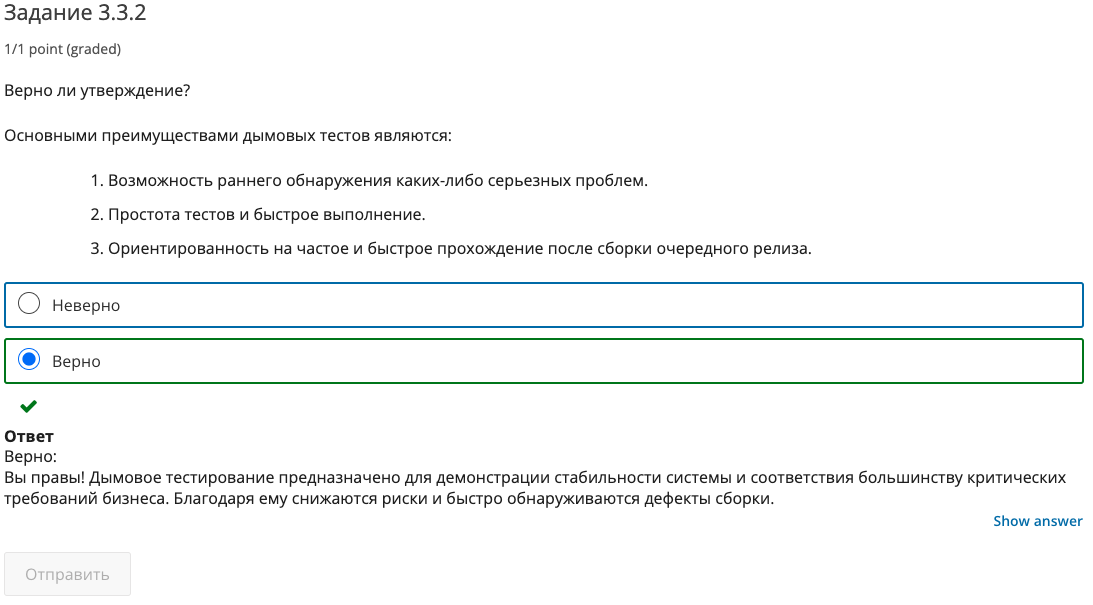 Задание 3.3.2
1/1 point (graded)
Верно ли утверждение?
Основными преимуществами дымовых тестов являются:
1. Возможность раннего обнаружения каких-либо серьезных проблем.
2. Простота тестов и быстрое выполнение.
3. Ориентированность на частое и быстрое прохождение после сборки очередного релиза.
Неверно
Верно
Ответ
Верно:
Вы правы! Дымовое тестирование предназначено для демонстрации стабильности системы и соответствия большинству критических
требований бизнеса. Благодаря ему снижаются риски и быстро обнаруживаются дефекты сборки.
Show answer
Отправить